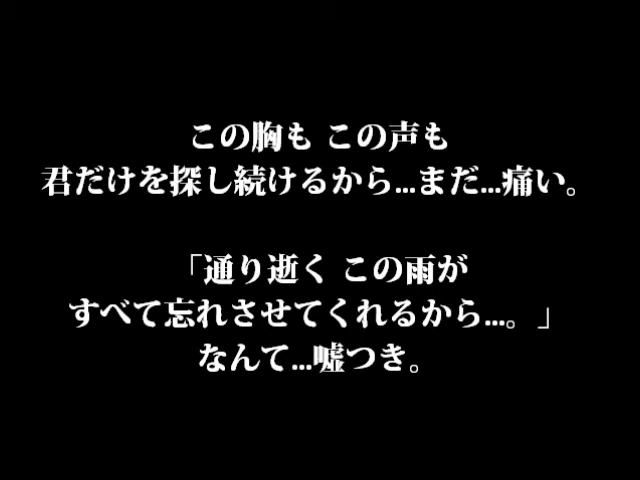 この胸も この声も
君だけを探し続けるから...まだ...痛い。
「通り逝く この雨が
すべて忘れさせてくれるから...。」
なんて...嘘つき。